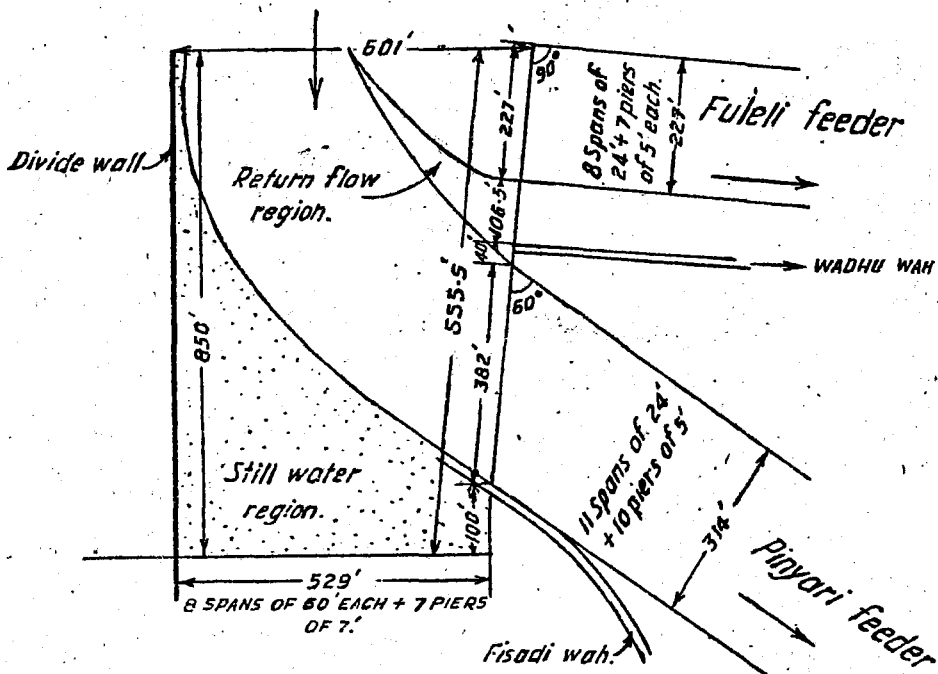 601'
90°
8 Spans of
24'+7 piers
of 5' each.
227'
227'
Fuleli feeder
Divide wall
Return flow
region.
106.5'
40'
WADHU WAH
60°
555.5'
850'
382'
11 Spans of 24'
+10 piers of 5'
Still water
region.
100'
314'
Pinyari feeder
529'
8 SPANS OF 60' EACH + 7 PIERS
OF 7.'
Fisadi wah.